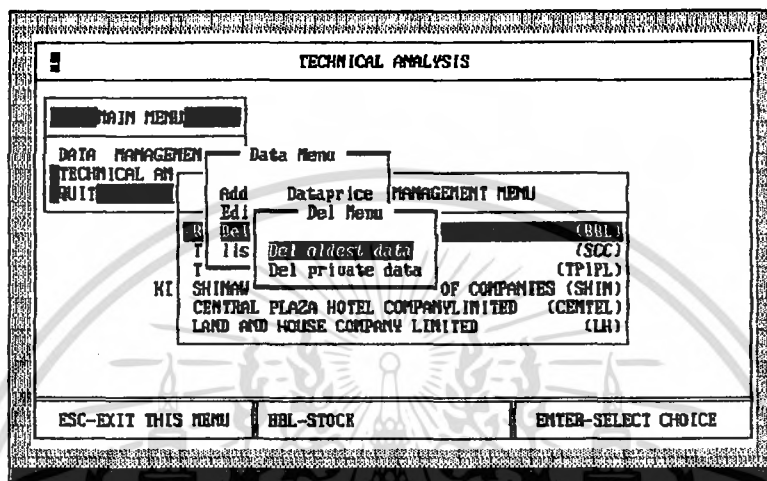 TECHNICAL ANALYSIS
MAIN MENU
DATA MANAGEMEN
TECHNICAL AN
QUIT
Data Menu
Add Dataprice
MANAGEMENT MENU
Edi
Del Menu
Del
(BBL)
lis
Del oldest data
(SCC)
Del private data
(TPIPL)
SHINAW OF COMPANIES (SHIN)
CENTRAL PLAZA HOTEL COMPANYLIMITED (CENTEL)
LAND AND HOUSE COMPANY LIMITED (LH)
ESC-EXIT THIS MENU
BBL-STOCK
ENTER-SELECT CHOICE